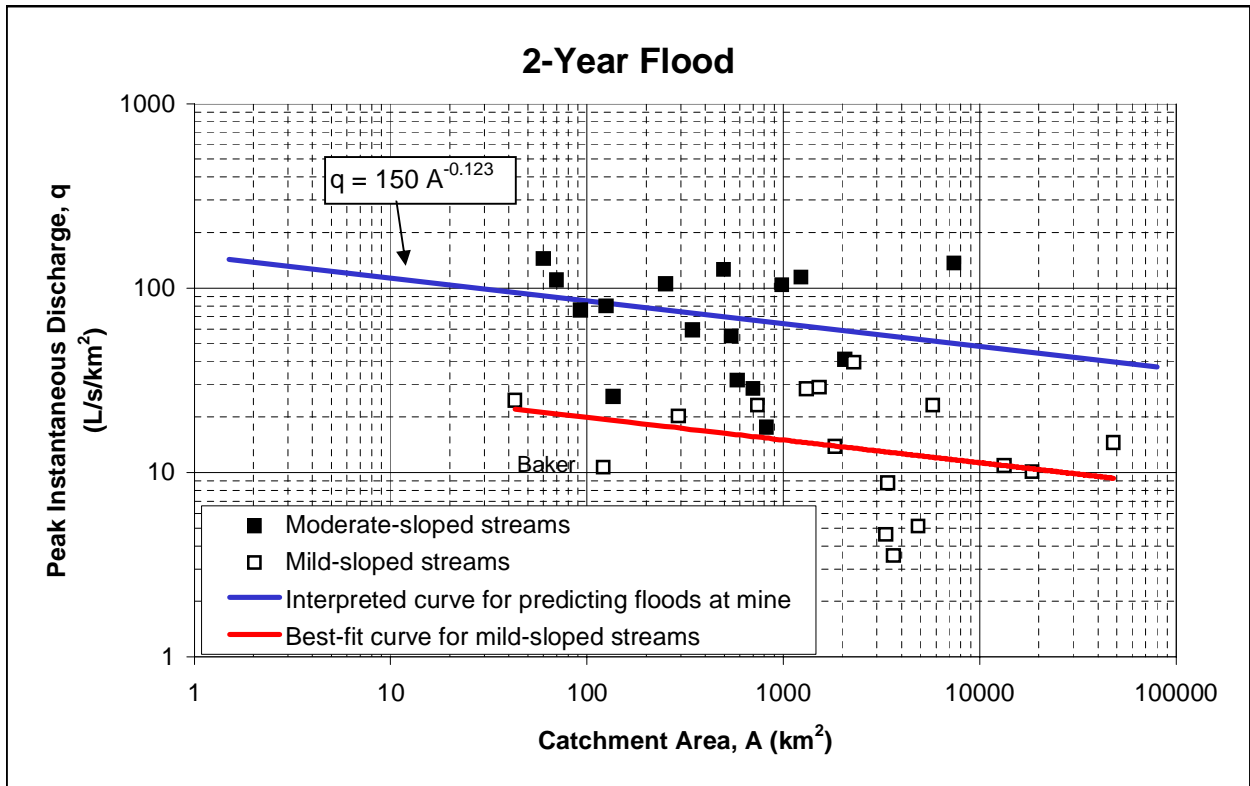 2-Year Flood
Peak Instantaneous Discharge, q
(L/s/km²)
1000
100
10
1
q = 150 A^-0.123
Baker
Moderate-sloped streams
Mild-sloped streams
Interpreted curve for predicting floods at mine
Best-fit curve for mild-sloped streams
1 10 100 1000 10000 100000
Catchment Area, A (km²)